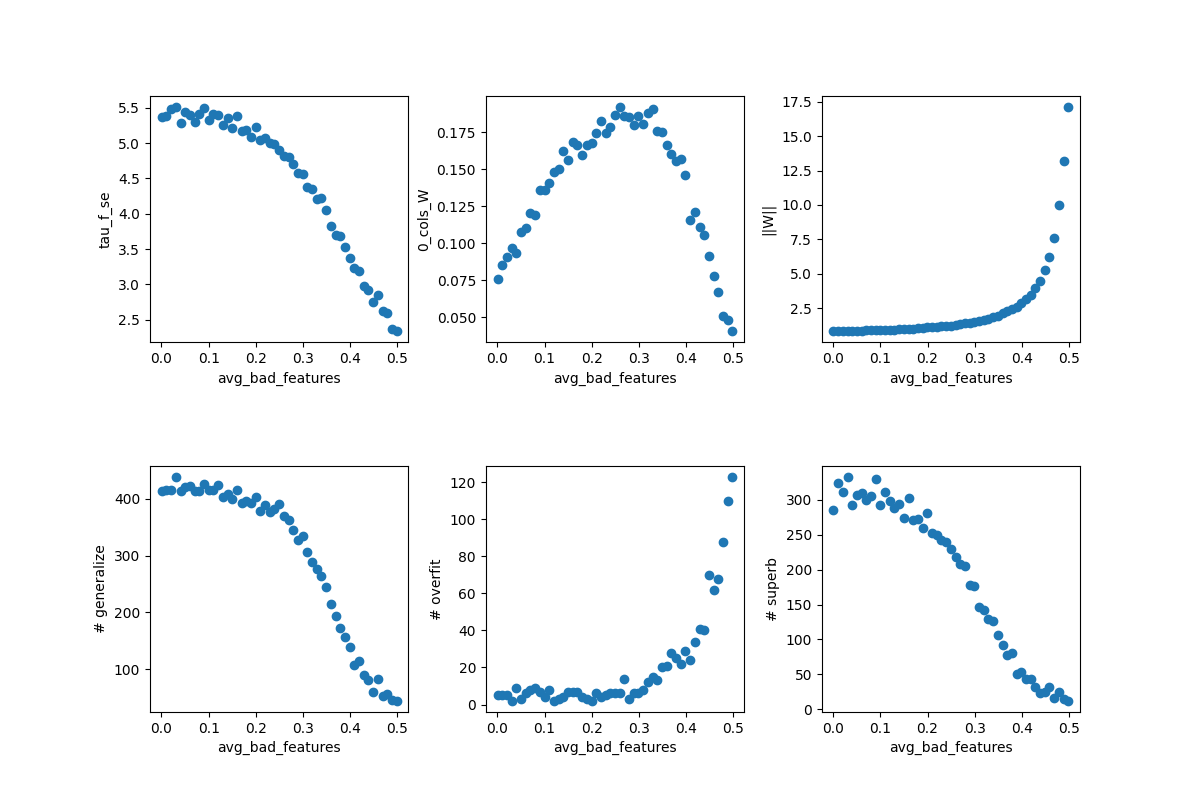 5.5
5.0
4.5
4.0
3.5
3.0
2.5
tau_f_se
0.0 0.1 0.2 0.3 0.4 0.5
avg_bad_features
0.175
0.150
0.125
0.100
0.075
0.050
0_cols_W
0.0 0.1 0.2 0.3 0.4 0.5
avg_bad_features
17.5
15.0
12.5
10.0
7.5
5.0
2.5
||W||
0.0 0.1 0.2 0.3 0.4 0.5
avg_bad_features
400
300
200
100
# generalize
0.0 0.1 0.2 0.3 0.4 0.5
avg_bad_features
120
100
80
60
40
20
0
# overfit
0.0 0.1 0.2 0.3 0.4 0.5
avg_bad_features
300
250
200
150
100
50
0
# superb
0.0 0.1 0.2 0.3 0.4 0.5
avg_bad_features